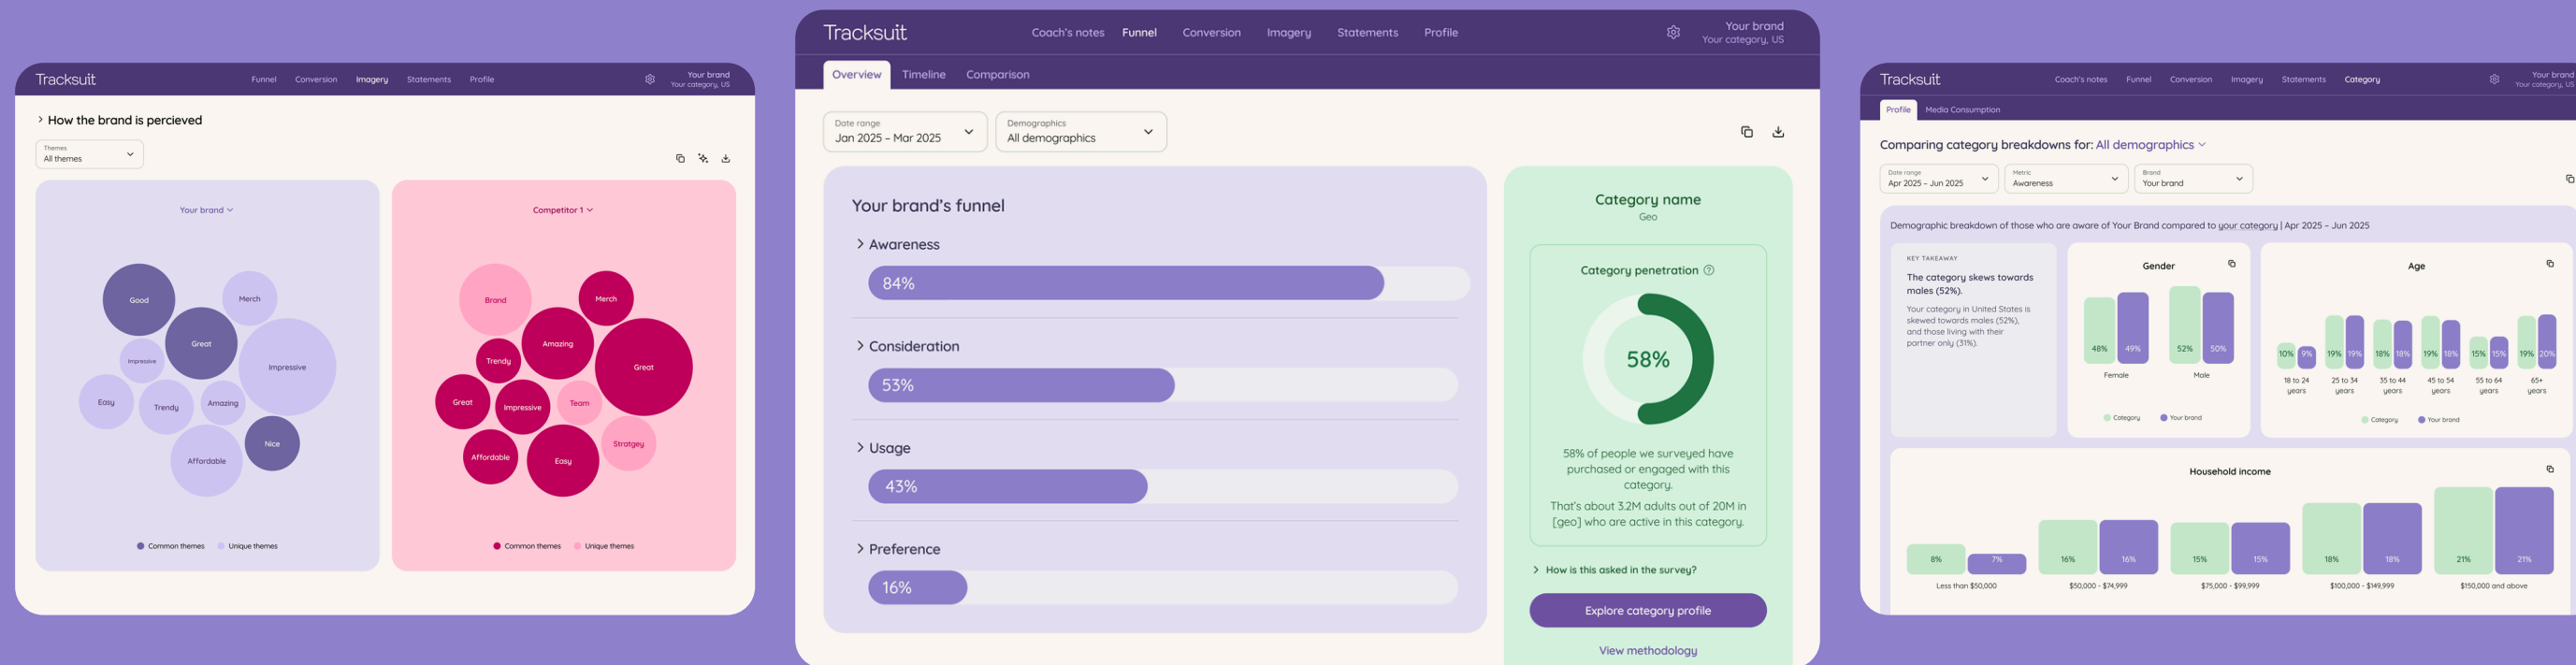 Tracksuit
Funnel Conversion Imagery Statements Profile
Your brand
Your category, US
How the brand is percieved
Themes
All themes
Your brand
Good
Merch
Great
Impressive
Impressive
Easy
Trendy
Amazing
Nice
Affordable
Common themes Unique themes
Competitor 1
Brand
Merch
Amazing
Trendy
Great
Great
Impressive
Team
Affordable
Easy
Stratgey
Common themes Unique themes
Tracksuit
Coach's notes Funnel Conversion Imagery Statements Profile
Your brand
Your category, US
Overview Timeline Comparison
Date range
Jan 2025 – Mar 2025
Demographics
All demographics
Your brand's funnel
Awareness
84%
Consideration
53%
Usage
43%
Preference
16%
Category name
Geo
Category penetration
58%
58% of people we surveyed have
purchased or engaged with this
category.
That's about 3.2M adults out of 20M in
[geo] who are active in this category.
How is this asked in the survey?
Explore category profile
View methodology
Tracksuit
Coach's notes Funnel Conversion Imagery Statements Category
Your brand
Your category, US
Profile Media Consumption
Comparing category breakdowns for: All demographics
Date range
Apr 2025 – Jun 2025
Metric
Awareness
Brand
Your brand
Demographic breakdown of those who are aware of Your Brand compared to your category | Apr 2025 – Jun 2025
KEY TAKEAWAY
The category skews towards
males (52%).
Your category in United States is
skewed towards males (52%),
and those living with their
partner only (31%).
Gender
48% 49% 52% 50%
Female Male
Category Your brand
Age
10% 9% 19% 19% 18% 18% 19% 18% 15% 15% 19% 20%
18 to 24 25 to 34 35 to 44 45 to 54 55 to 64 65+
years years years years years years
Category Your brand
Household income
8% 7% 16% 16% 15% 15% 18% 18% 21% 21%
Less than $50,000 $50,000 - $74,999 $75,000 - $99,999 $100,000 - $149,999 $150,000 and above